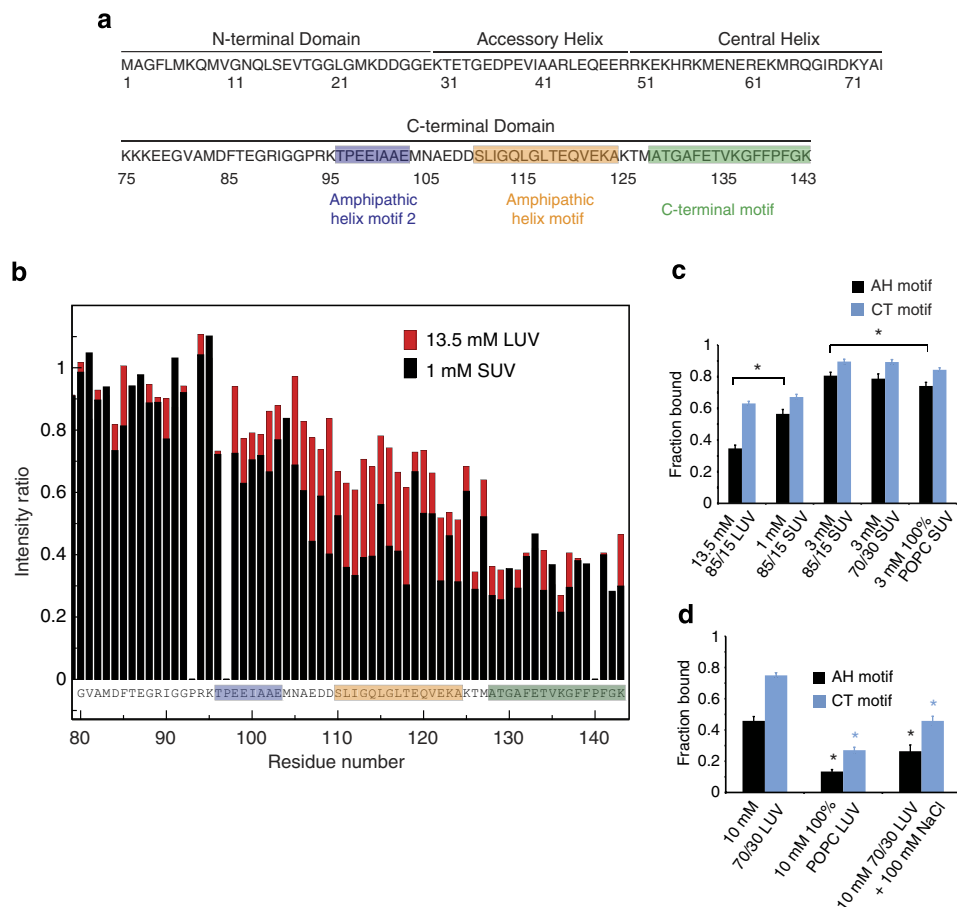 a
N-terminal Domain Accessory Helix Central Helix
MAGFLMKQMVGNQLSEVTGGLGMKDDGGEKTETGEDPEVIAARLEQEERRKEKHRKMENEREKMRQGIRDKYAI
1 11 21 31 41 51 61 71
C-terminal Domain
KKKEEGVAMDFTEGRIGGPRKTPEEIAAEMNAEDDSLIGQLGLTEQVEKAKTMATGAFETVKGFFPFGK
75 85 95 105 115 125 135 143
Amphipathic helix motif 2
Amphipathic helix motif
C-terminal motif
b
13.5 mM LUV
1 mM SUV
Intensity ratio
1
0.8
0.6
0.4
0.2
0
GVAMDFTEGRIGGPRKTPEEIAAEMNAEDDSLIGQLGLTEQVEKAKTMATGAFETVKGFFPFGK
80 90 100 110 120 130 140
Residue number
c
AH motif
CT motif
Fraction bound
1
0.8
0.6
0.4
0.2
0
*
*
13.5 mM 85/15 LUV
1 mM 85/15 SUV
3 mM 85/15 SUV
3 mM 70/30 SUV
3 mM 100% POPC SUV
d
AH motif
CT motif
Fraction bound
1
0.8
0.6
0.4
0.2
0
* * * *
10 mM 70/30 LUV
10 mM 100% POPC LUV
10 mM 70/30 LUV + 100 mM NaCl